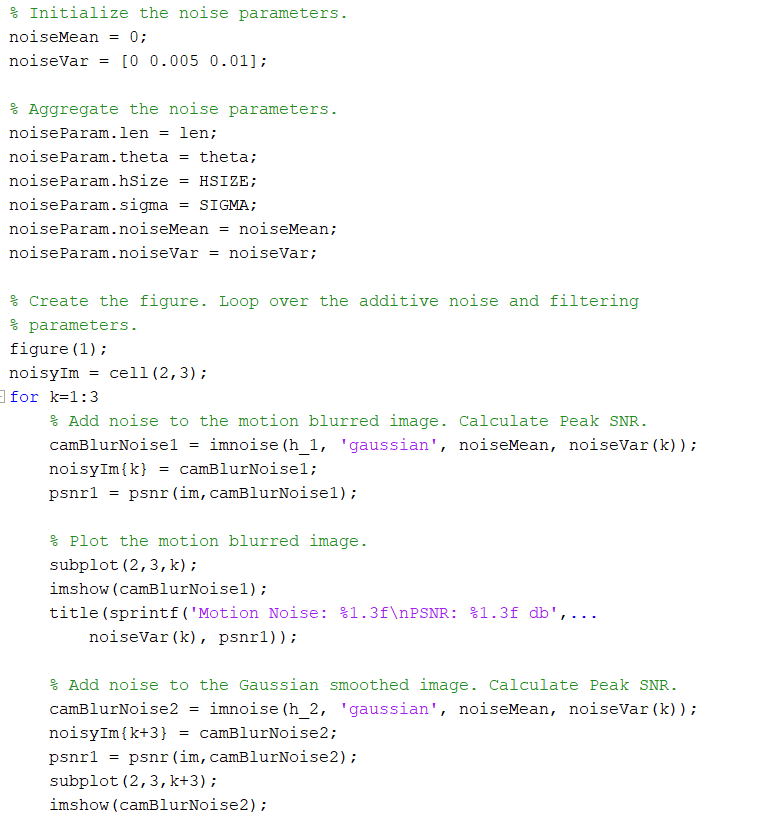 % Initialize the noise parameters.
noiseMean = 0;
noiseVar = [0 0.005 0.01];

% Aggregate the noise parameters.
noiseParam.len = len;
noiseParam.theta = theta;
noiseParam.hSize = HSIZE;
noiseParam.sigma = SIGMA;
noiseParam.noiseMean = noiseMean;
noiseParam.noiseVar = noiseVar;

% Create the figure. Loop over the additive noise and filtering
% parameters.
figure(1);
noisyIm = cell(2,3);
for k=1:3
    % Add noise to the motion blurred image. Calculate Peak SNR.
    camBlurNoise1 = imnoise(h_1, 'gaussian', noiseMean, noiseVar(k));
    noisyIm{k} = camBlurNoise1;
    psnr1 = psnr(im,camBlurNoise1);

    % Plot the motion blurred image.
    subplot(2,3,k);
    imshow(camBlurNoise1);
    title(sprintf('Motion Noise: %1.3f\nPSNR: %1.3f db',...
        noiseVar(k), psnr1));

    % Add noise to the Gaussian smoothed image. Calculate Peak SNR.
    camBlurNoise2 = imnoise(h_2, 'gaussian', noiseMean, noiseVar(k));
    noisyIm{k+3} = camBlurNoise2;
    psnr1 = psnr(im,camBlurNoise2);
    subplot(2,3,k+3);
    imshow(camBlurNoise2);